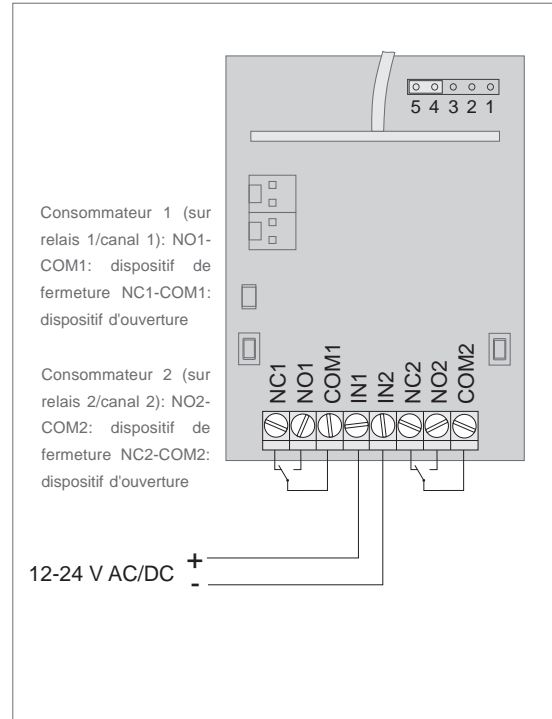 5 4 3 2 1
Consommateur 1 (sur
relais 1/canal 1): NO1-
COM1: dispositif de
fermeture NC1-COM1:
dispositif d'ouverture
Consommateur 2 (sur
relais 2/canal 2): NO2-
COM2: dispositif de
fermeture NC2-COM2:
dispositif d'ouverture
NC1
NO1
COM1
IN1
IN2
NC2
NO2
COM2
12-24 V AC/DC
+
-